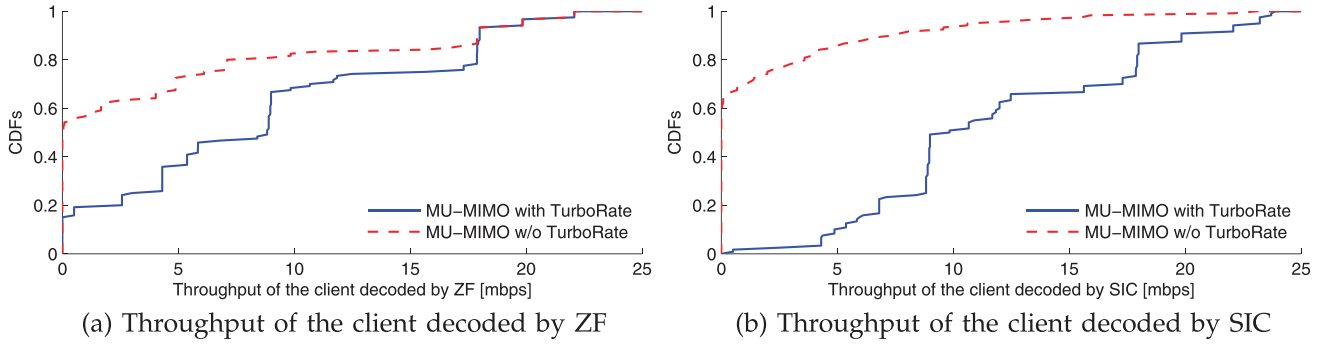 1
0.8
0.6
0.4
0.2
0
CDFs
MU−MIMO with TurboRate
MU−MIMO w/o TurboRate
0 5 10 15 20 25
Throughput of the client decoded by ZF [mbps]
(a) Throughput of the client decoded by ZF
1
0.8
0.6
0.4
0.2
0
CDFs
MU−MIMO with TurboRate
MU−MIMO w/o TurboRate
0 5 10 15 20 25
Throughput of the client decoded by SIC [mbps]
(b) Throughput of the client decoded by SIC